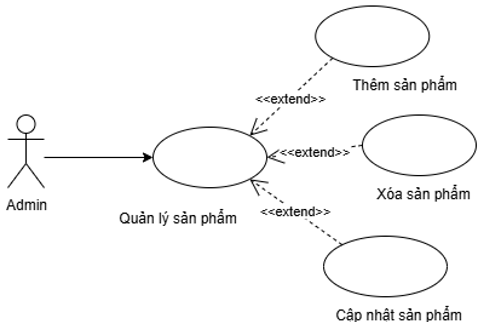 Thêm sản phẩm
<<extend>>
<<extend>>
Xóa sản phẩm
Admin
Quản lý sản phẩm
<<extend>>
Cập nhật sản phẩm